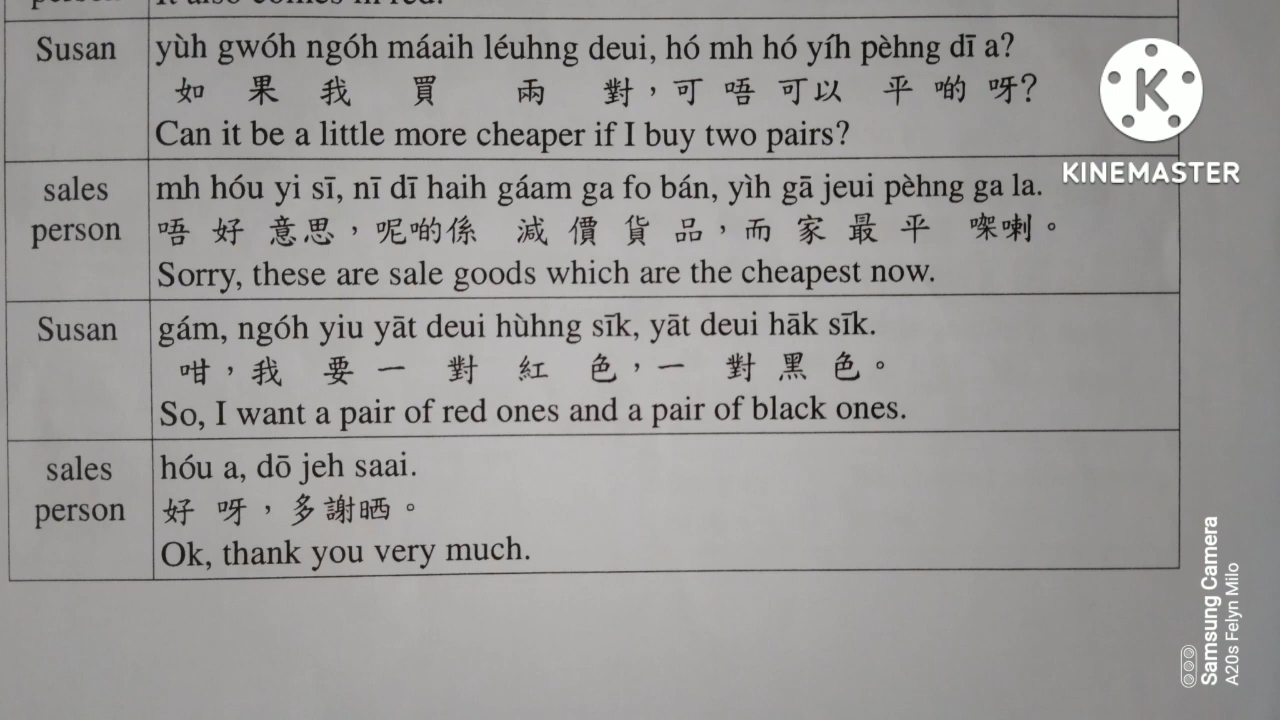 Susan
yùh gwóh ngóh máaih léuhng deui, hó mh hó yíh pèhng dī a?
如 果 我 買 兩 對，可 唔 可以 平 啲 呀?
Can it be a little more cheaper if I buy two pairs?
sales
person
mh hóu yi sī, nī dī haih gáam ga fo bán, yìh gā jeui pèhng ga la.
唔 好 意思，呢啲係 減 價 貨 品，而 家 最 平 㗎喇。
Sorry, these are sale goods which are the cheapest now.
Susan
gám, ngóh yiu yāt deui hùhng sīk, yāt deui hāk sīk.
咁，我 要 一 對 紅 色，一 對 黑 色。
So, I want a pair of red ones and a pair of black ones.
sales
person
hóu a, dō jeh saai.
好 呀，多謝晒。
Ok, thank you very much.
K
KINEMASTER
Samsung Camera
A20s Felyn Milo